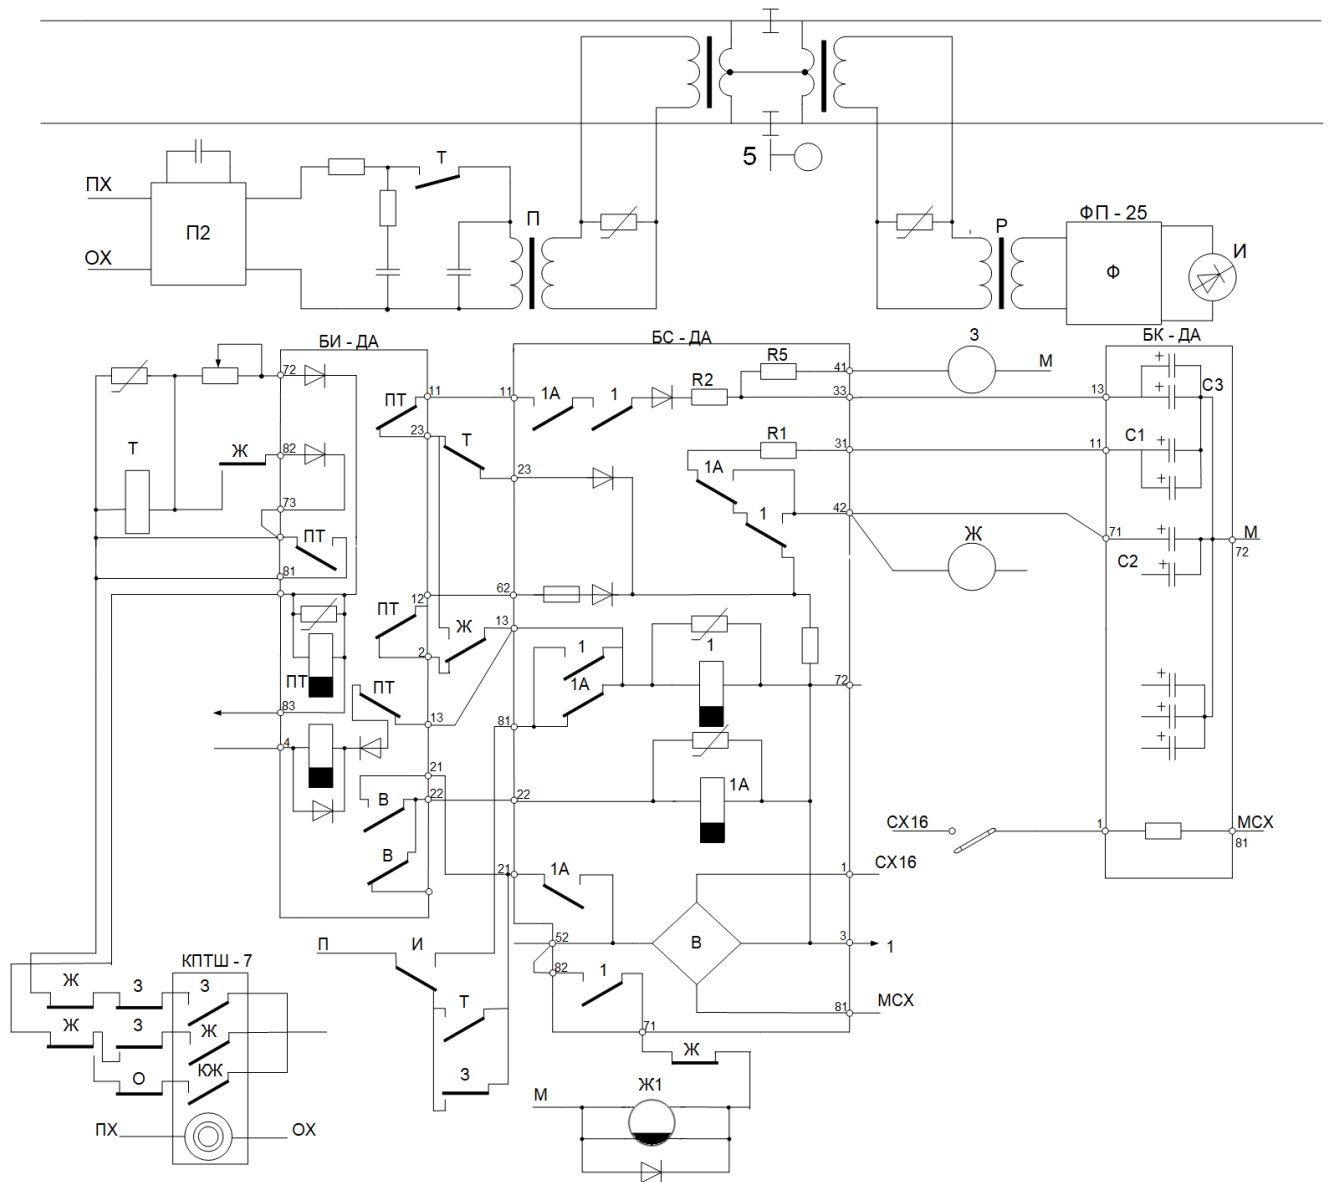 5
Т
ПХ
П2
ОХ
П
Р
ФП - 25
Ф
И
БИ - ДА
БС - ДА
З
М
БК - ДА
72
11
11
1А
1
R2
R5
41
33
13
С3
ПТ
23
Т
Т
Ж
82
23
R1
31
11
С1
1А
1
42
73
ПТ
Ж
71
М
72
С2
81
62
12
ПТ
13
Ж
1
1
2
1А
72
ПТ
ПТ
83
13
81
4
21
1А
В
22
22
В
СХ16
1
МСХ
81
21
1А
1
СХ16
П
И
52
В
3
1
КПТШ - 7
82
1
Ж
З
З
Т
81
МСХ
71
Ж
З
Ж
Ж
О
КЖ
З
М
Ж1
ПХ
ОХ